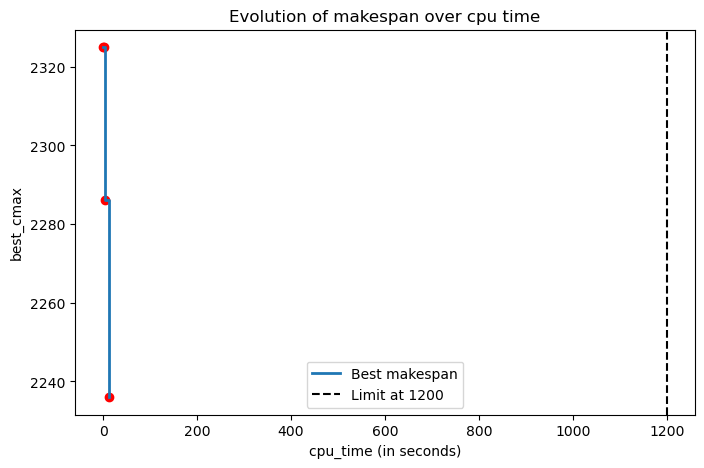 Evolution of makespan over cpu time
2320
2300
2280
2260
2240
best_cmax
Best makespan
Limit at 1200
0
200
400
600
800
1000
1200
cpu_time (in seconds)